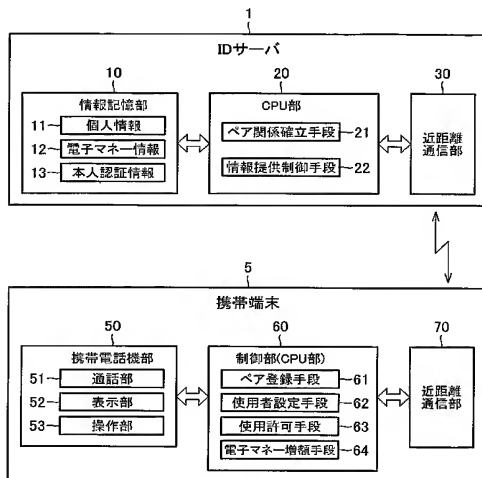 1
IDサーバ
10
情報記憶部
11 個人情報
12 電子マネー情報
13 本人認証情報
20
CPU部
ペア関係確立手段 21
情報提供制御手段 22
30
近距離
通信部
5
携帯端末
50
携帯電話機部
51 通話部
52 表示部
53 操作部
60
制御部(CPU部)
ペア登録手段 61
使用者設定手段 62
使用許可手段 63
電子マネー増額手段 64
70
近距離
通信部